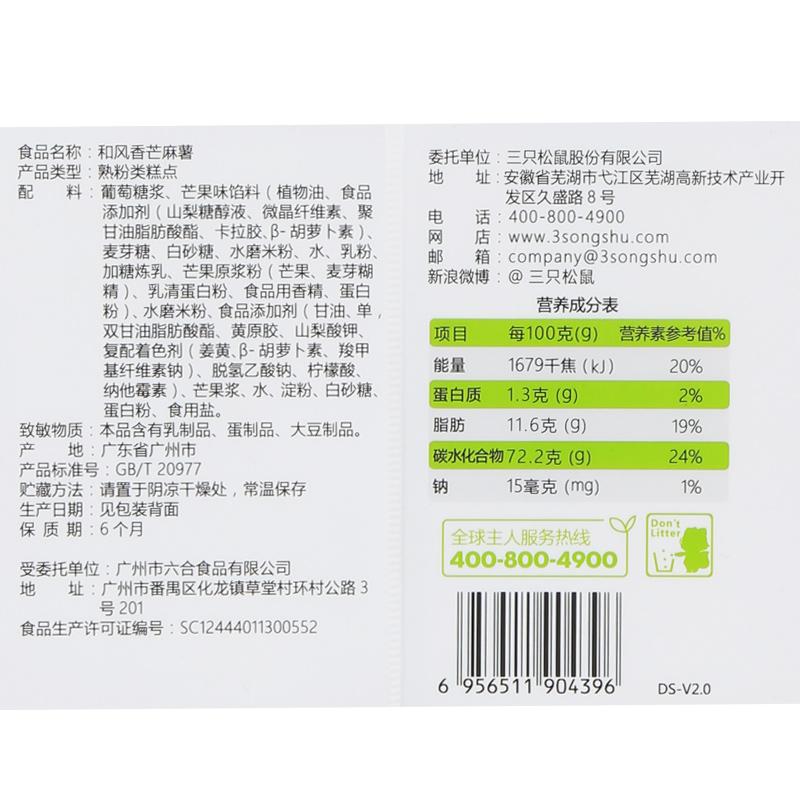 食品名称：和风香芒麻薯
产品类型：熟粉类糕点
配 料：葡萄糖浆、芒果味馅料（植物油、食品
添加剂（山梨糖醇液、微晶纤维素、聚
甘油脂肪酸酯、卡拉胶、β-胡萝卜素）、
麦芽糖、白砂糖、水磨米粉、水、乳粉、
加糖炼乳、芒果原浆粉（芒果、麦芽糊
精）、乳清蛋白粉、食品用香精、蛋白
粉）、水磨米粉、食品添加剂（甘油、单，
双甘油脂肪酸酯、黄原胶、山梨酸钾、
复配着色剂（姜黄、β-胡萝卜素、羧甲
基纤维素钠）、脱氢乙酸钠、柠檬酸、
纳他霉素）、芒果浆、水、淀粉、白砂糖、
蛋白粉、食用盐。
致敏物质：本品含有乳制品、蛋制品、大豆制品。
产 地：广东省广州市
产品标准号：GB/T 20977
贮藏方法：请置于阴凉干燥处，常温保存
生产日期：见包装背面
保 质 期：6个月
受委托单位：广州市六合食品有限公司
地 址：广州市番禺区化龙镇草堂村环村公路3
号201
食品生产许可证编号：SC12444011300552
委托单位：三只松鼠股份有限公司
地 址：安徽省芜湖市弋江区芜湖高新技术产业开
发区久盛路8号
电 话：400-800-4900
网 店：www.3songshu.com
邮 箱：company@3songshu.com
新浪微博：@三只松鼠
营养成分表
项目 每100克(g) 营养素参考值%
能量 1679千焦（kJ） 20%
蛋白质 1.3克 (g) 2%
脂肪 11.6克 (g) 19%
碳水化合物 72.2克 (g) 24%
钠 15毫克 (mg) 1%
全球主人服务热线
400-800-4900
Don't
Litter
6 956511 904396
DS-V2.0